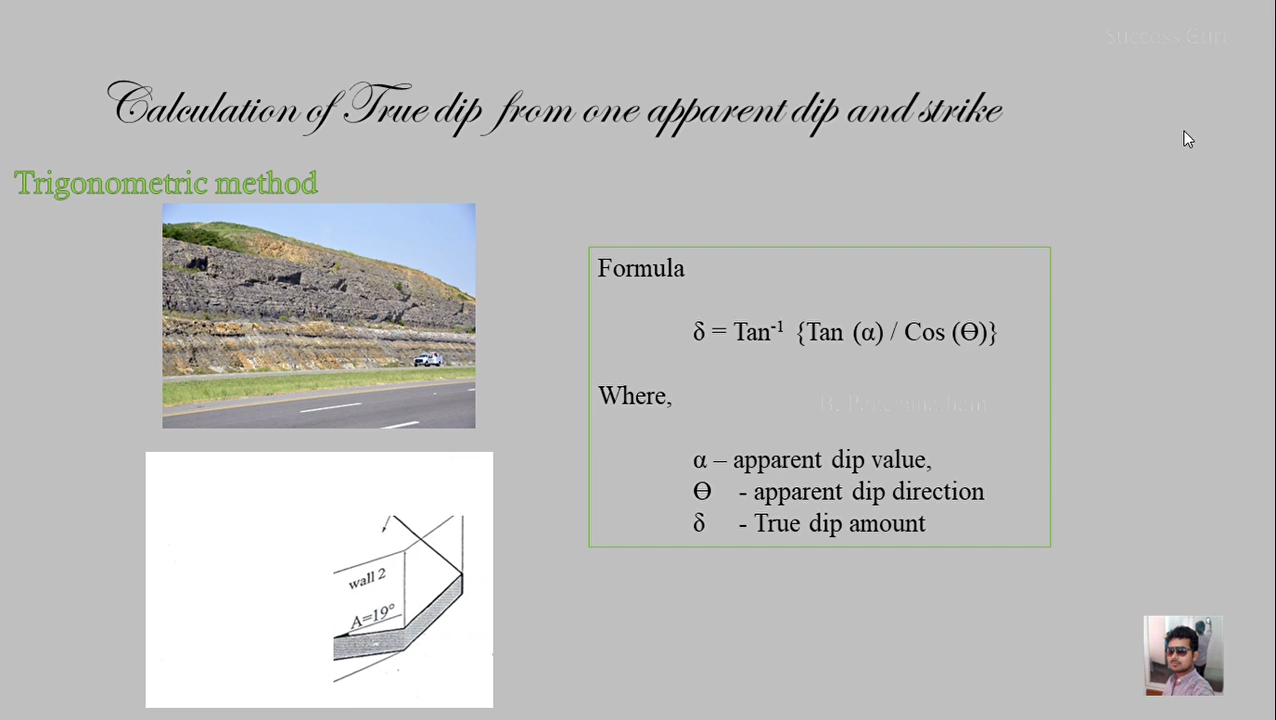 Success Guru
Calculation of True dip from one apparent dip and strike
Trigonometric method
Formula
δ = Tan⁻¹ {Tan (α) / Cos (Ɵ)}
Where,
α – apparent dip value,
Ɵ - apparent dip direction
δ - True dip amount
wall 2
A=19°